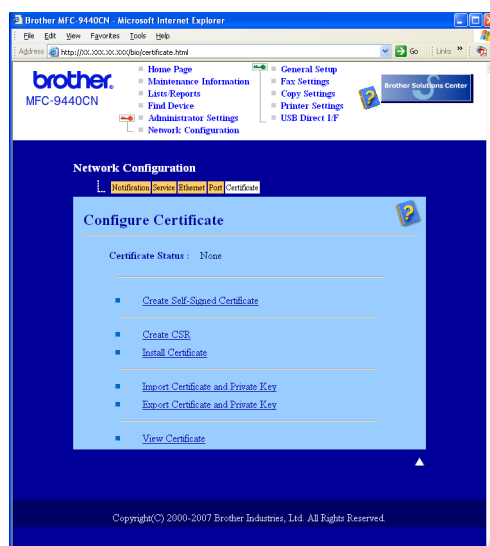 Brother MFC-9440CN - Microsoft Internet Explorer
File Edit View Favorites Tools Help
Address http://XX.XXX.XX.XXX/bio/certificate.html Go Links »
brother.
MFC-9440CN
Home Page
Maintenance Information
Lists/Reports
Find Device
Administrator Settings
Network Configuration
General Setup
Fax Settings
Copy Settings
Printer Settings
USB Direct I/F
Brother Solutions Center
Network Configuration
Notification Service Ethernet Port Certificate
Configure Certificate
Certificate Status : None
Create Self-Signed Certificate
Create CSR
Install Certificate
Import Certificate and Private Key
Export Certificate and Private Key
View Certificate
Copyright(C) 2000-2007 Brother Industries, Ltd. All Rights Reserved.